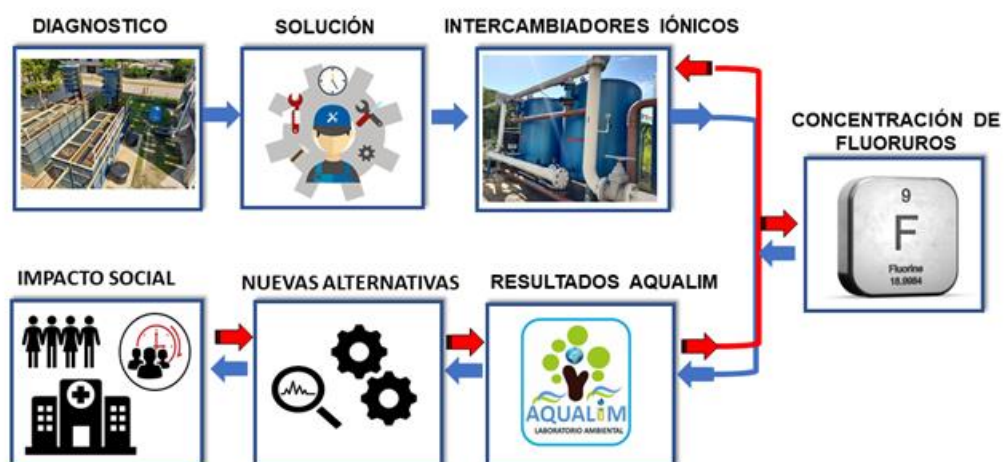 DIAGNOSTICO
SOLUCIÓN
INTERCAMBIADORES IÓNICOS
CONCENTRACIÓN DE
FLUORUROS
9
F
Fluorine
18.9984
IMPACTO SOCIAL
NUEVAS ALTERNATIVAS
RESULTADOS AQUALIM
AQUALiM
LABORATORIO AMBIENTAL